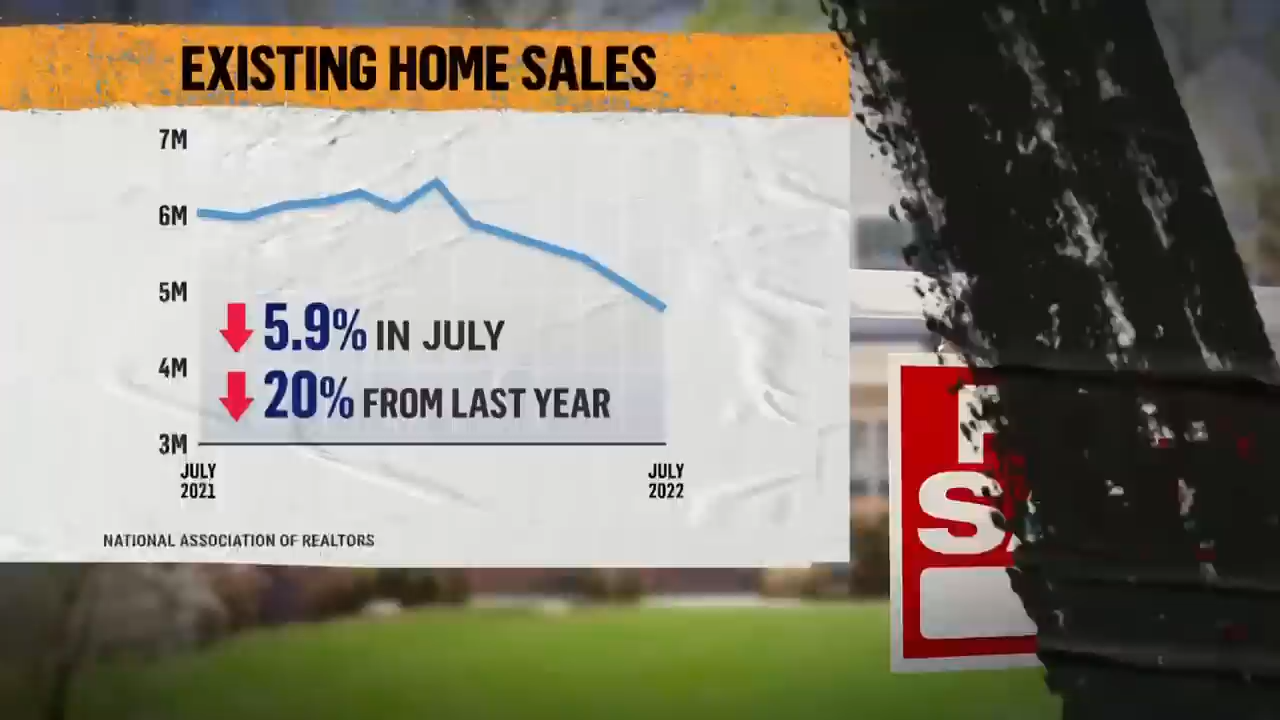 EXISTING HOME SALES
7M
6M
5M
4M
3M
5.9% IN JULY
20% FROM LAST YEAR
JULY
2021
JULY
2022
NATIONAL ASSOCIATION OF REALTORS